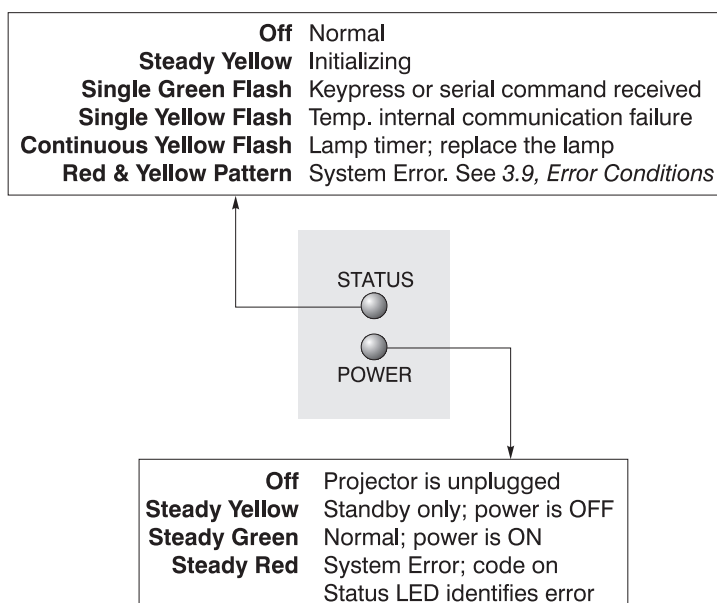 Off Normal
Steady Yellow Initializing
Single Green Flash Keypress or serial command received
Single Yellow Flash Temp. internal communication failure
Continuous Yellow Flash Lamp timer; replace the lamp
Red & Yellow Pattern System Error. See 3.9, Error Conditions
STATUS
POWER
Off Projector is unplugged
Steady Yellow Standby only; power is OFF
Steady Green Normal; power is ON
Steady Red System Error; code on
Status LED identifies error